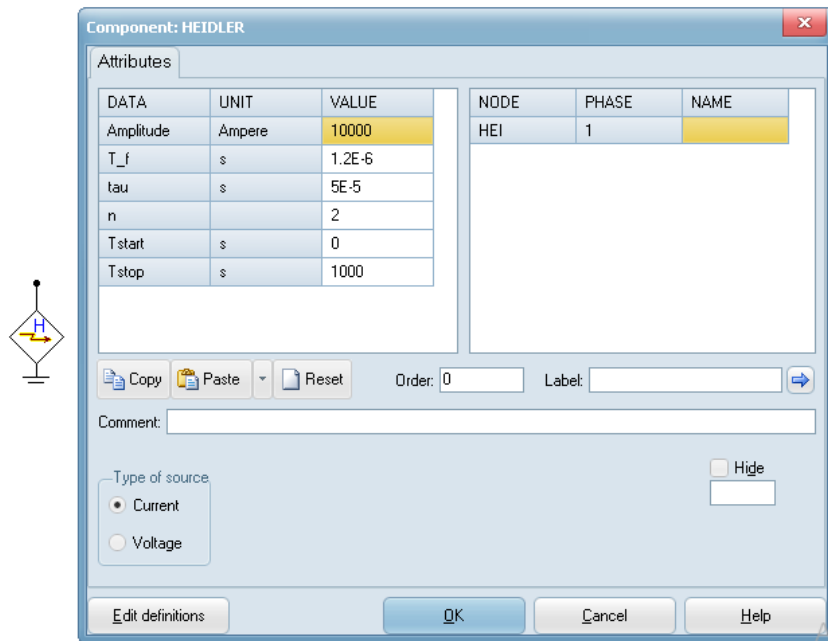 Component: HEIDLER
Attributes
DATA UNIT VALUE
Amplitude Ampere 10000
T_f s 1.2E-6
tau s 5E-5
n 2
Tstart s 0
Tstop s 1000
NODE PHASE NAME
HEI 1
H
Copy Paste Reset Order: 0 Label:
Comment:
Type of source
Current
Voltage
Hide
Edit definitions OK Cancel Help